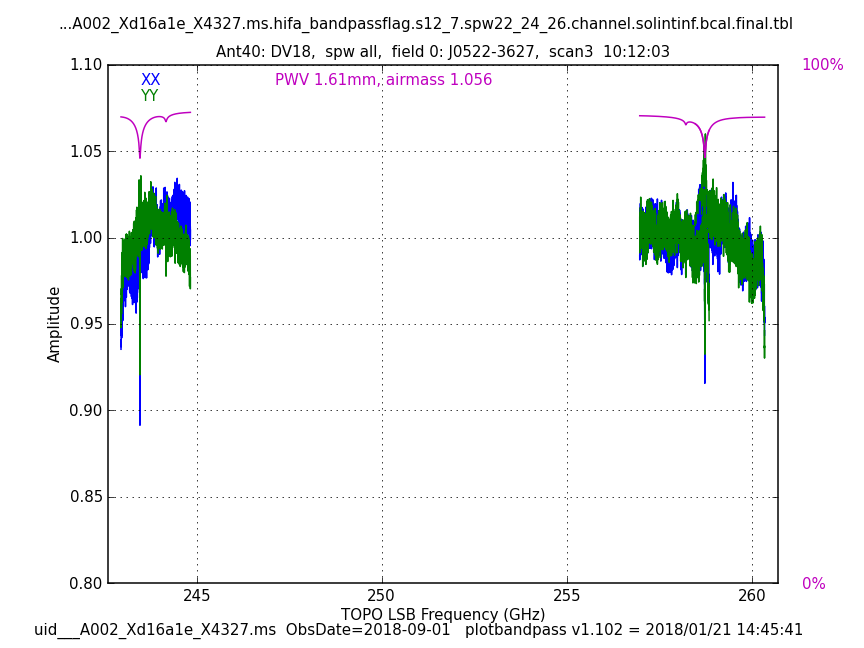 ...A002_Xd16a1e_X4327.ms.hifa_bandpassflag.s12_7.spw22_24_26.channel.solintinf.bcal.final.tbl
Ant40: DV18,  spw all,  field 0: J0522-3627,  scan3  10:12:03
1.10
1.05
1.00
0.95
0.90
0.85
0.80
Amplitude
XX
YY
PWV 1.61mm, airmass 1.056
100%
0%
245
250
255
260
TOPO LSB Frequency (GHz)
uid___A002_Xd16a1e_X4327.ms  ObsDate=2018-09-01   plotbandpass v1.102 = 2018/01/21 14:45:41